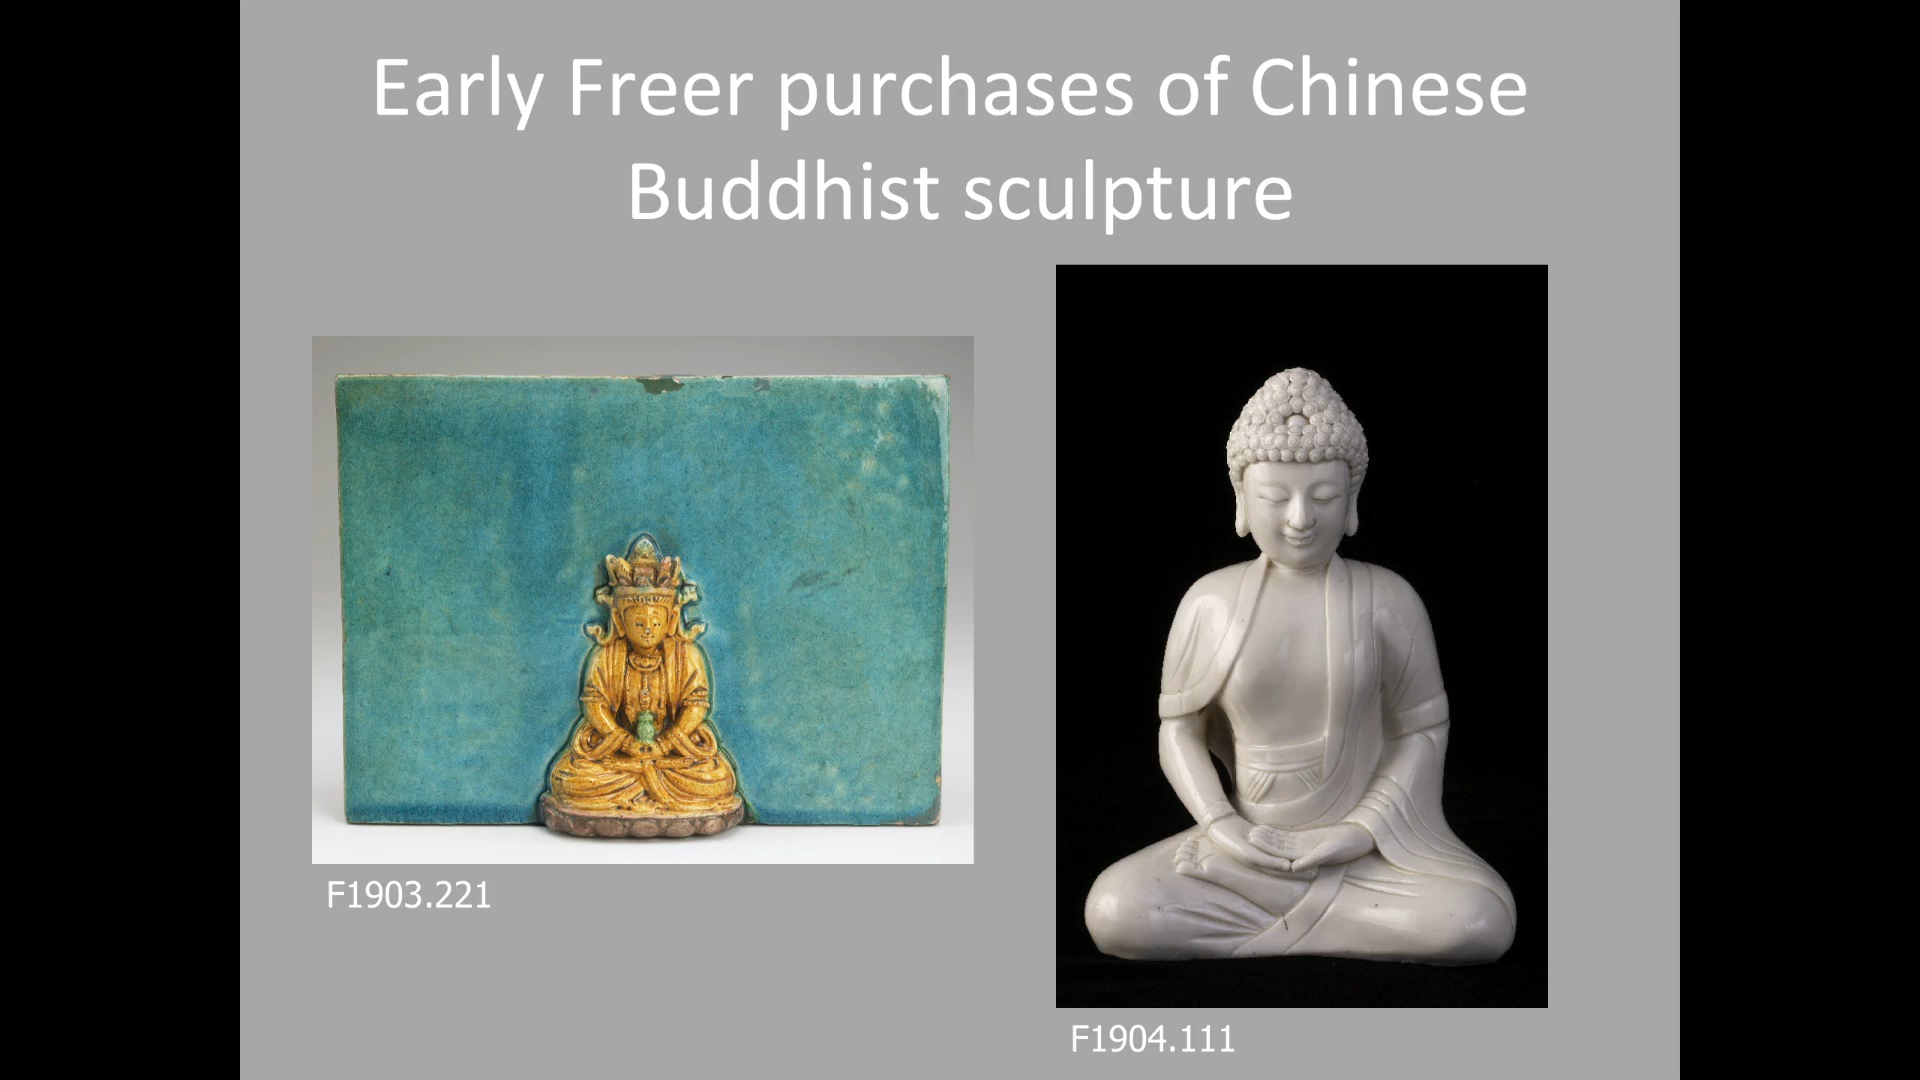 Early Freer purchases of Chinese
Buddhist sculpture
F1903.221
F1904.111